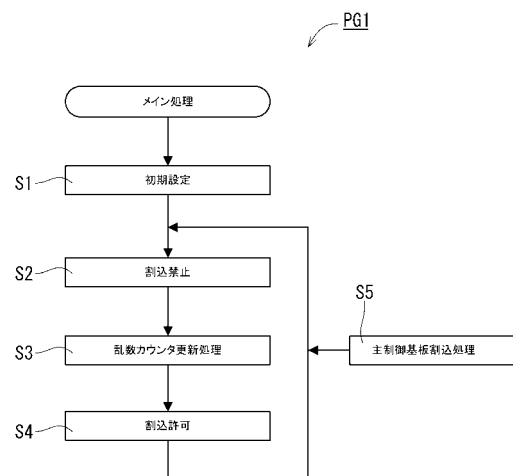 PG1
メイン処理
S1
初期設定
S2
割込禁止
S5
S3
乱数カウンタ更新処理
主制御基板割込処理
S4
割込許可